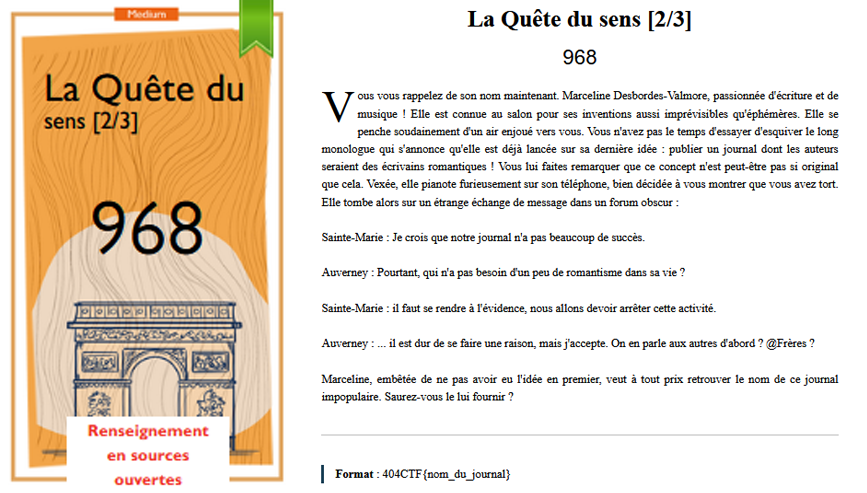 Medium
La Quête du
sens [2/3]
968
Renseignement
en sources
ouvertes
La Quête du sens [2/3]
968
Vous vous rappelez de son nom maintenant. Marceline Desbordes-Valmore, passionnée d'écriture et de
musique ! Elle est connue au salon pour ses inventions aussi imprévisibles qu'éphémères. Elle se
penche soudainement d'un air enjoué vers vous. Vous n'avez pas le temps d'essayer d'esquiver le long
monologue qui s'annonce qu'elle est déjà lancée sur sa dernière idée : publier un journal dont les auteurs
seraient des écrivains romantiques ! Vous lui faites remarquer que ce concept n'est peut-être pas si original
que cela. Vexée, elle pianote furieusement sur son téléphone, bien décidée à vous montrer que vous avez tort.
Elle tombe alors sur un étrange échange de message dans un forum obscur :
Sainte-Marie : Je crois que notre journal n'a pas beaucoup de succès.
Auverney : Pourtant, qui n'a pas besoin d'un peu de romantisme dans sa vie ?
Sainte-Marie : il faut se rendre à l'évidence, nous allons devoir arrêter cette activité.
Auverney : ... il est dur de se faire une raison, mais j'accepte. On en parle aux autres d'abord ? @Frères ?
Marceline, embêtée de ne pas avoir eu l'idée en premier, veut à tout prix retrouver le nom de ce journal
impopulaire. Saurez-vous le lui fournir ?
Format : 404CTF{nom_du_journal}